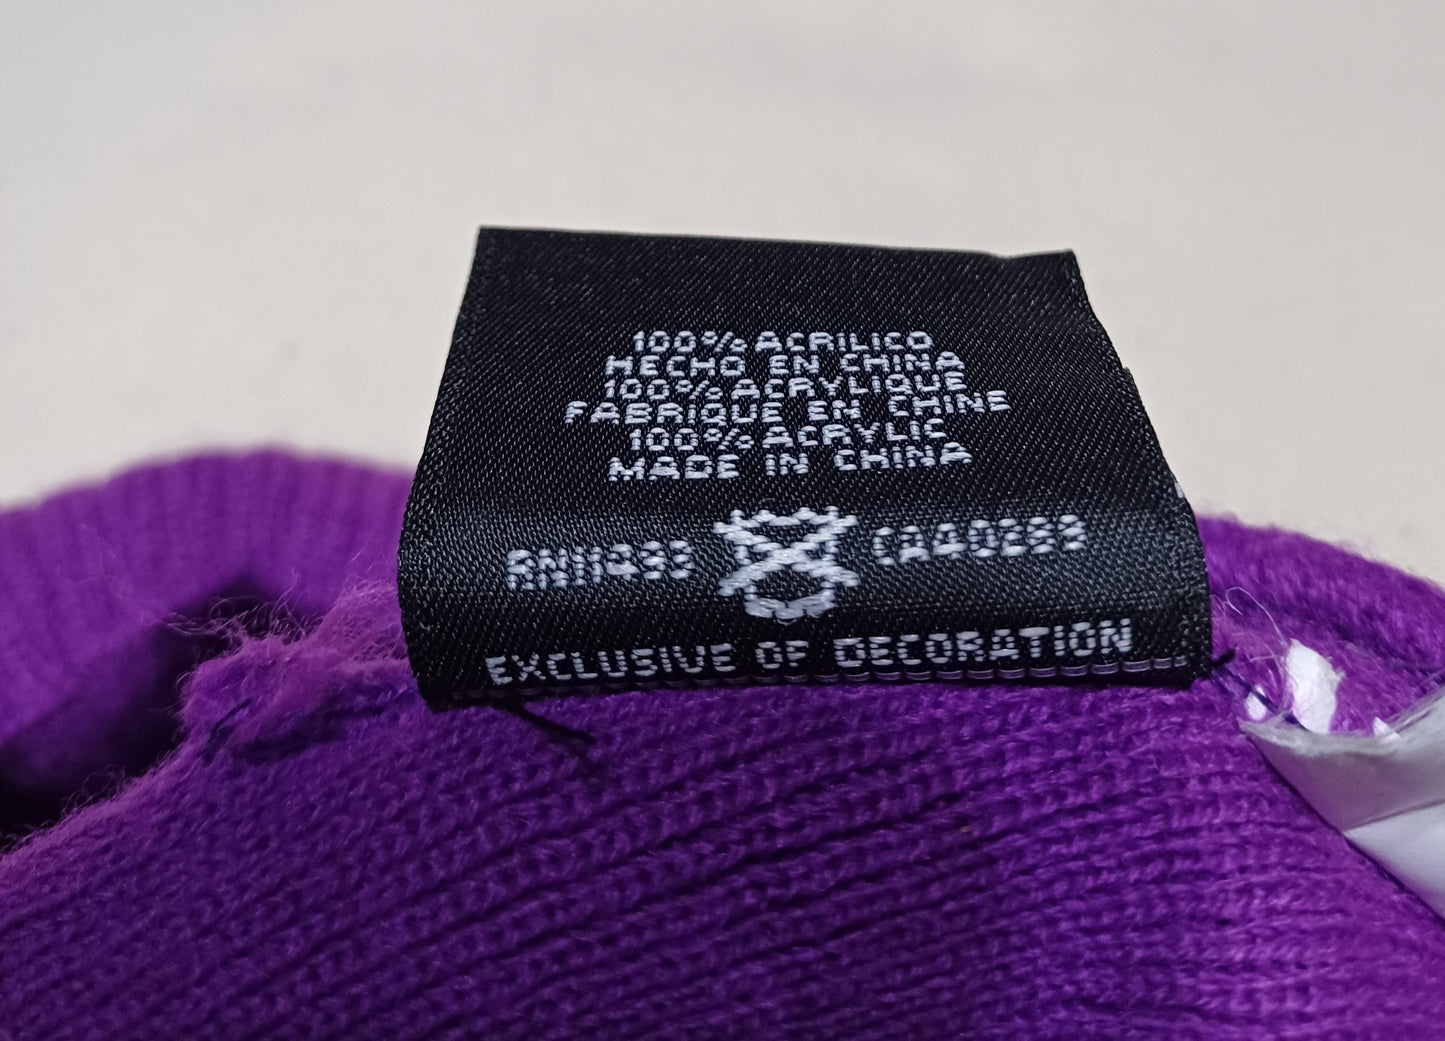 100% ACRILICO
HECHO EN CHINA
100% ACRYLIQUE
FABRIQUE EN CHINE
100% ACRYLIC
MADE IN CHINA
CA40288
EXCLUSIVE OF DECORATION